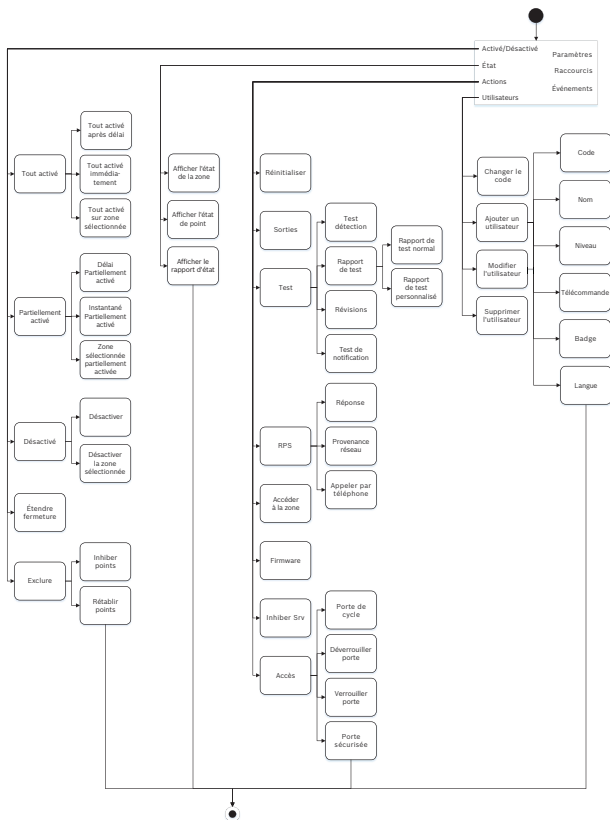 Activé/Désactivé
État
Actions
Utilisateurs
Paramètres
Raccourcis
Événements
Tout activé
Tout activé
après délai
Tout activé
immédia-
tement
Tout activé
sur zone
sélectionnée
Partiellement
activé
Délai
Partiellement
activé
Instantané
Partiellement
activé
Zone
sélectionnée
partiellement
activée
Désactivé
Désactiver
Désactiver
la zone
sélectionnée
Étendre
fermeture
Exclure
Inhiber
points
Rétablir
points
Afficher l'état
de la zone
Afficher l'état
de point
Afficher le
rapport d'état
Réinitialiser
Sorties
Test
Test
détection
Rapport
de test
Rapport de
test normal
Rapport
de test
personnalisé
Révisions
Test de
notification
RPS
Réponse
Provenance
réseau
Appeler par
téléphone
Accéder
à la zone
Firmware
Inhiber Srv
Accès
Porte de
cycle
Déverrouiller
porte
Verrouiller
porte
Porte
sécurisée
Changer le
code
Ajouter un
utilisateur
Modifier
l'utilisateur
Supprimer
l'utilisateur
Code
Nom
Niveau
Télécommande
Badge
Langue